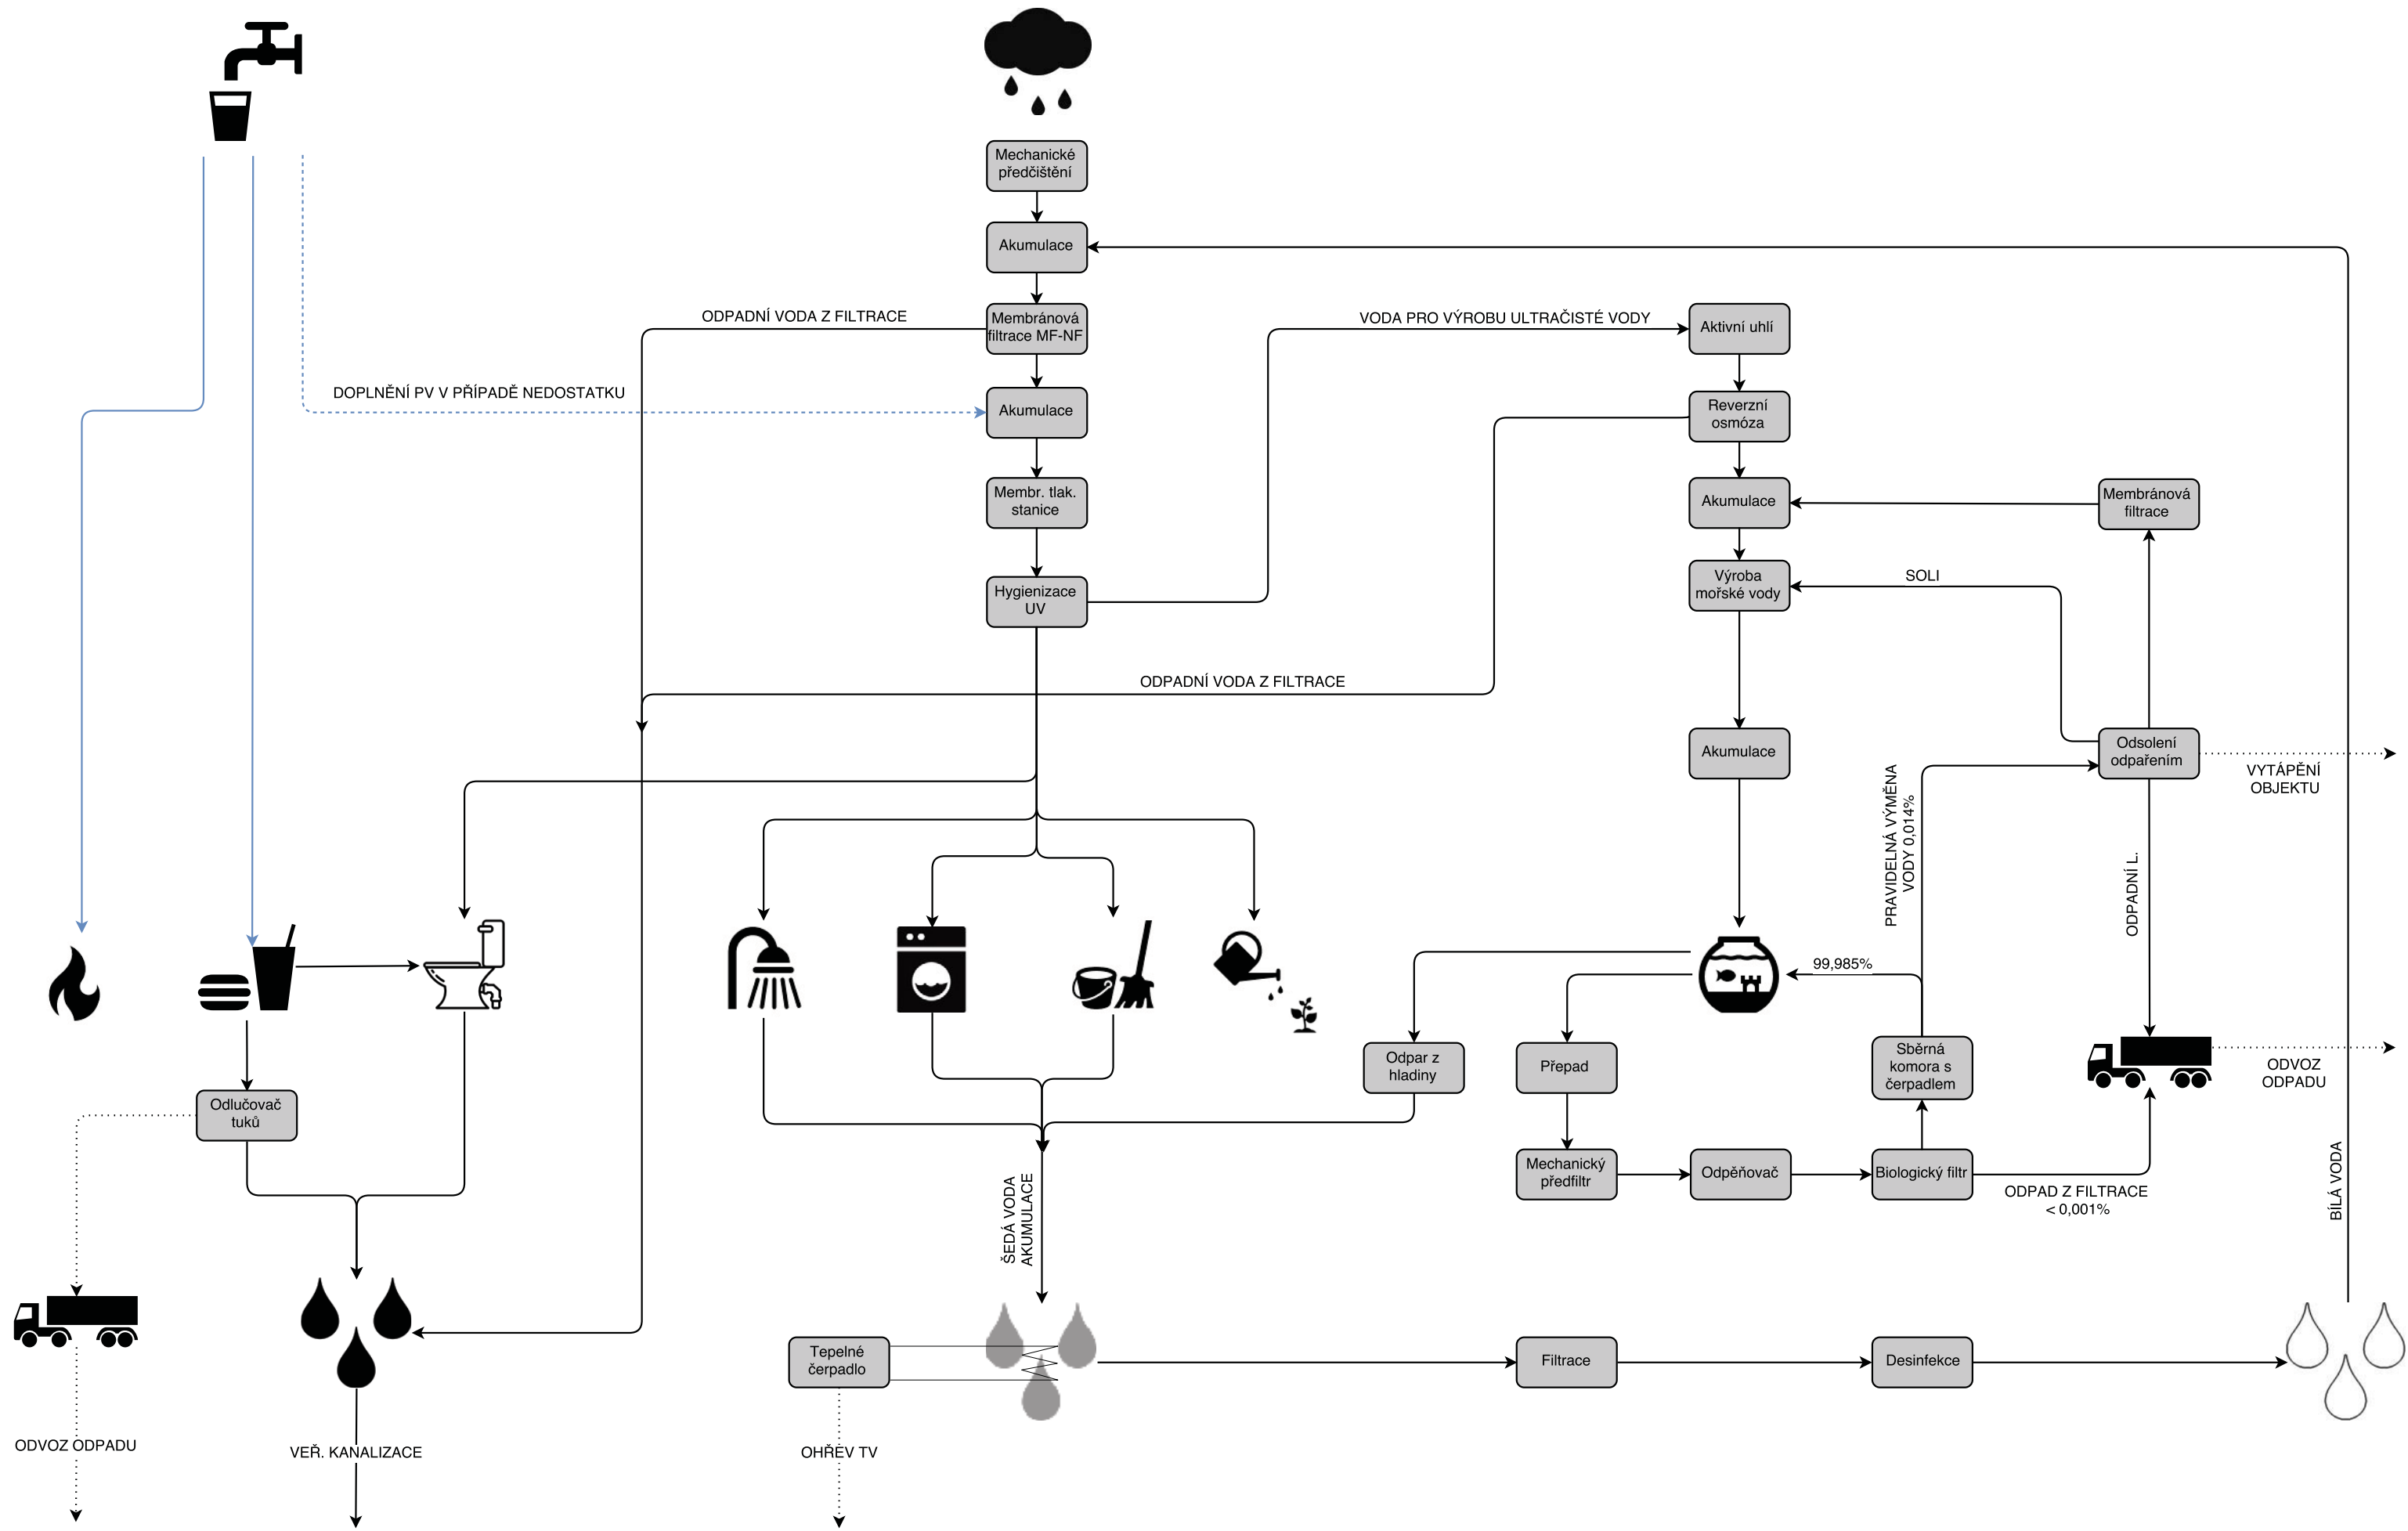 Mechanické
předčištění
Akumulace
ODPADNÍ VODA Z FILTRACE
Membránová
filtrace MF-NF
VODA PRO VÝROBU ULTRAČISTÉ VODY
Aktivní uhlí
DOPLNĚNÍ PV V PŘÍPADĚ NEDOSTATKU
Akumulace
Reverzní
osmóza
Membr. tlak.
stanice
Akumulace
Membránová
filtrace
Hygienizace
UV
Výroba
mořské vody
SOLI
ODPADNÍ VODA Z FILTRACE
Akumulace
Odsolení
odpařením
VYTÁPĚNÍ
OBJEKTU
PRAVIDELNÁ VÝMĚNA
VODY 0,014%
ODPADNÍ L.
99,985%
Odpar z
hladiny
Přepad
Sběrná
komora s
čerpadlem
ODVOZ
ODPADU
Odlučovač
tuků
Mechanický
předfiltr
Odpěňovač
Biologický filtr
ODPAD Z FILTRACE
< 0,001%
BÍLÁ VODA
ŠEDÁ VODA
AKUMULACE
Tepelné
čerpadlo
Filtrace
Desinfekce
ODVOZ ODPADU
VEŘ. KANALIZACE
OHŘEV TV